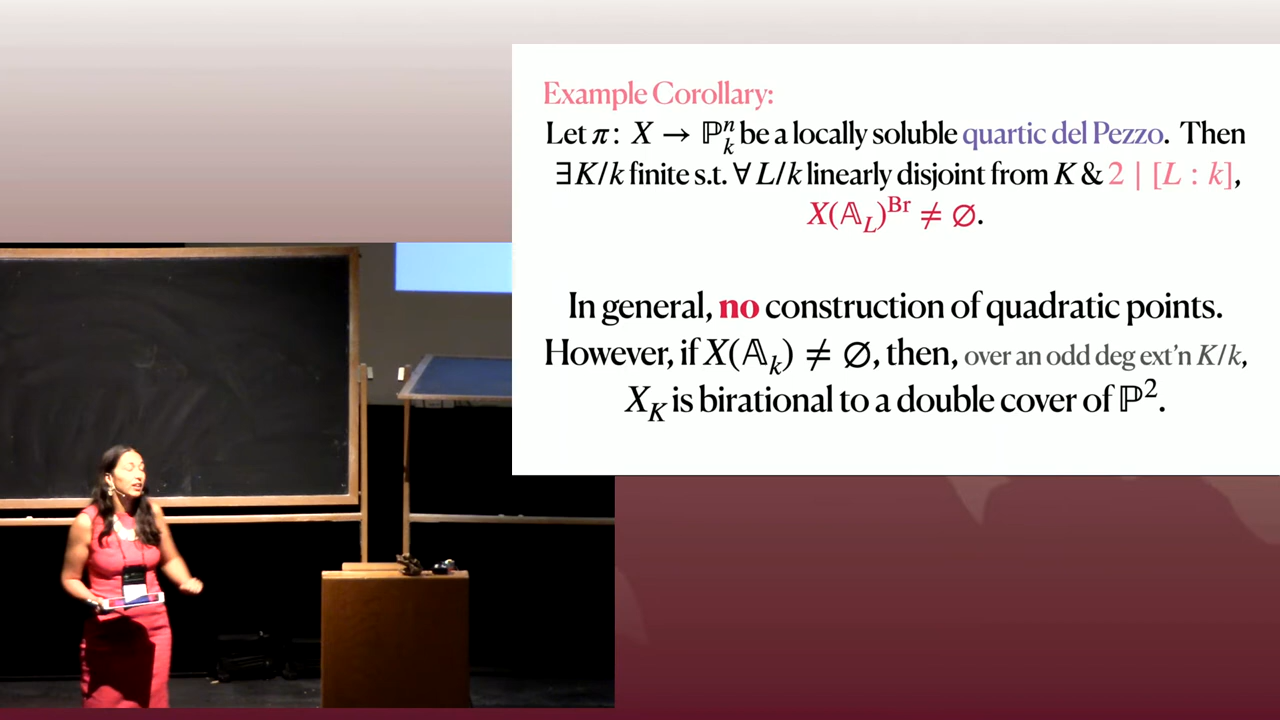 Example Corollary:
Let π: X → ℙⁿₖ be a locally soluble quartic del Pezzo. Then
∃K/k finite s.t. ∀L/k linearly disjoint from K & 2 | [L : k],
X(𝔸_L)^Br ≠ ∅.
In general, no construction of quadratic points.
However, if X(𝔸ₖ) ≠ ∅, then, over an odd deg ext'n K/k,
X_K is birational to a double cover of ℙ².